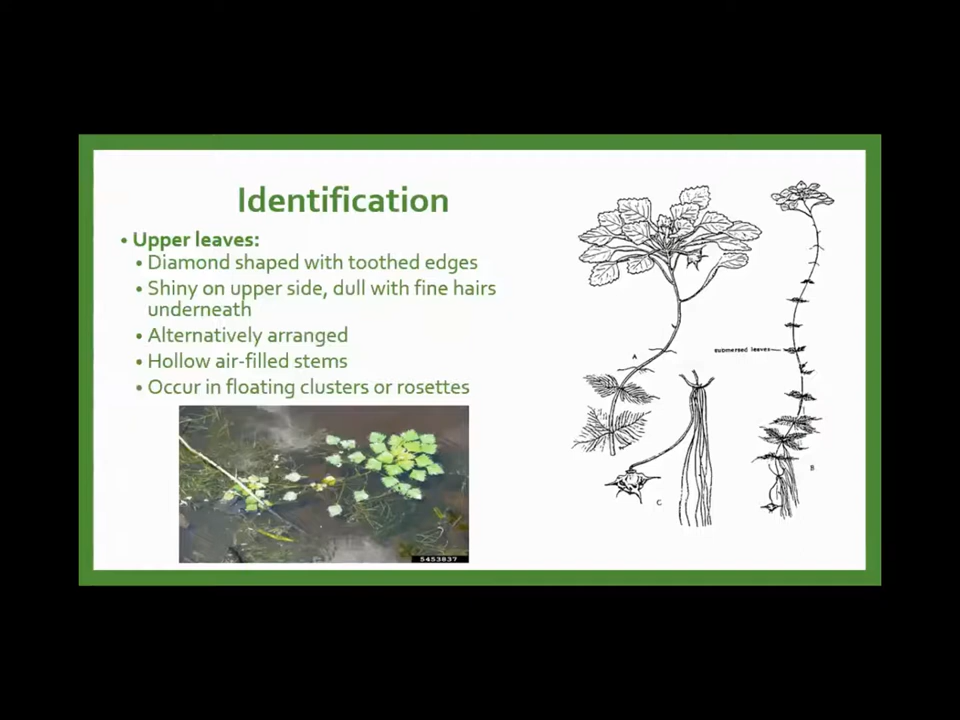 Identification
• Upper leaves:
• Diamond shaped with toothed edges
• Shiny on upper side, dull with fine hairs
underneath
• Alternatively arranged
• Hollow air-filled stems
• Occur in floating clusters or rosettes
5453837
A
submersed leaves
B
C